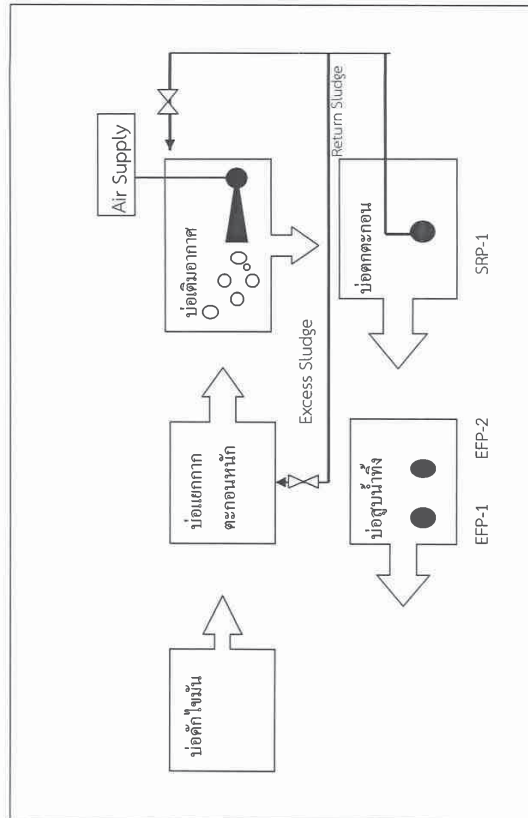 บ่อดักไขมัน
บ่อแยกกาก
ตะกอนหนัก
บ่อเติมอากาศ
Air Supply
Excess Sludge
Return Sludge
บ่อสูบน้ำทิ้ง
บ่อตกตะกอน
EFP-1
EFP-2
SRP-1